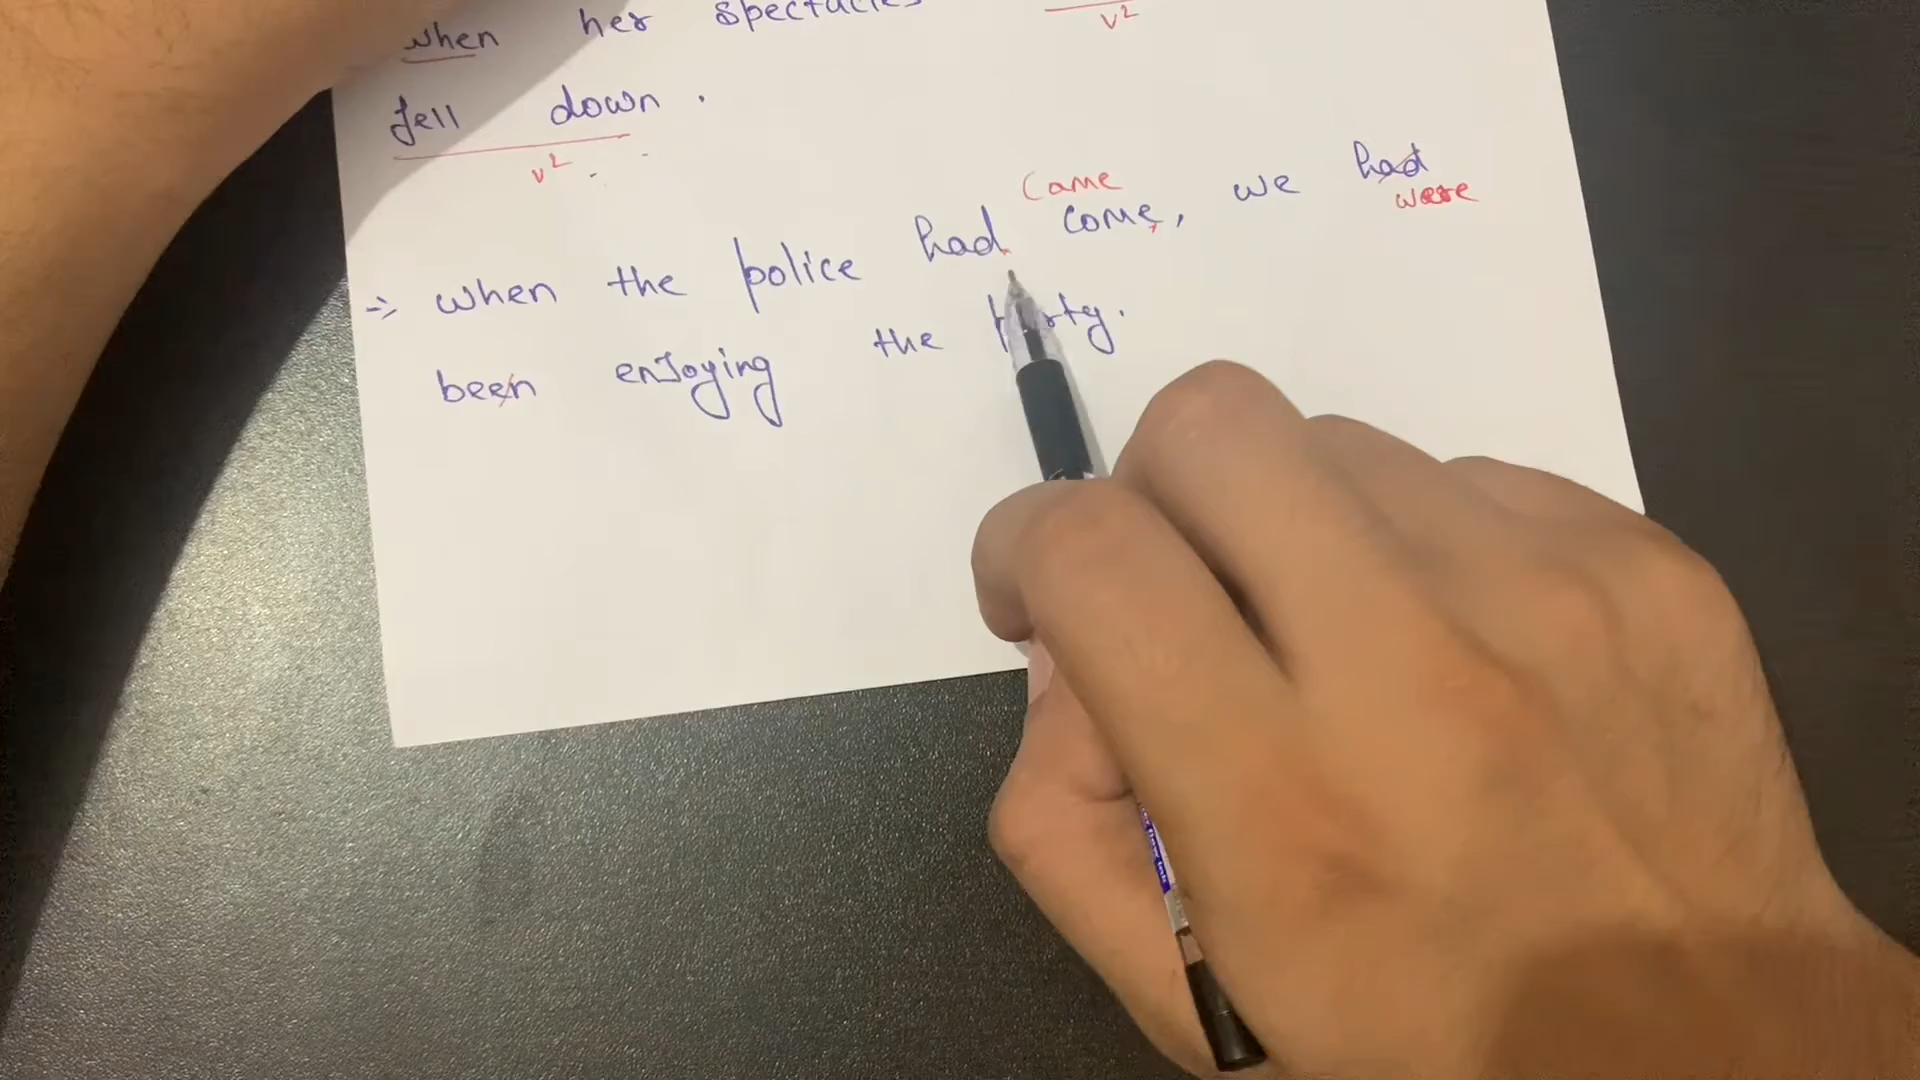 when her spectacles
v2
fell down.
v2
Came
=> when the police had come, we had
were
been enjoying the party.